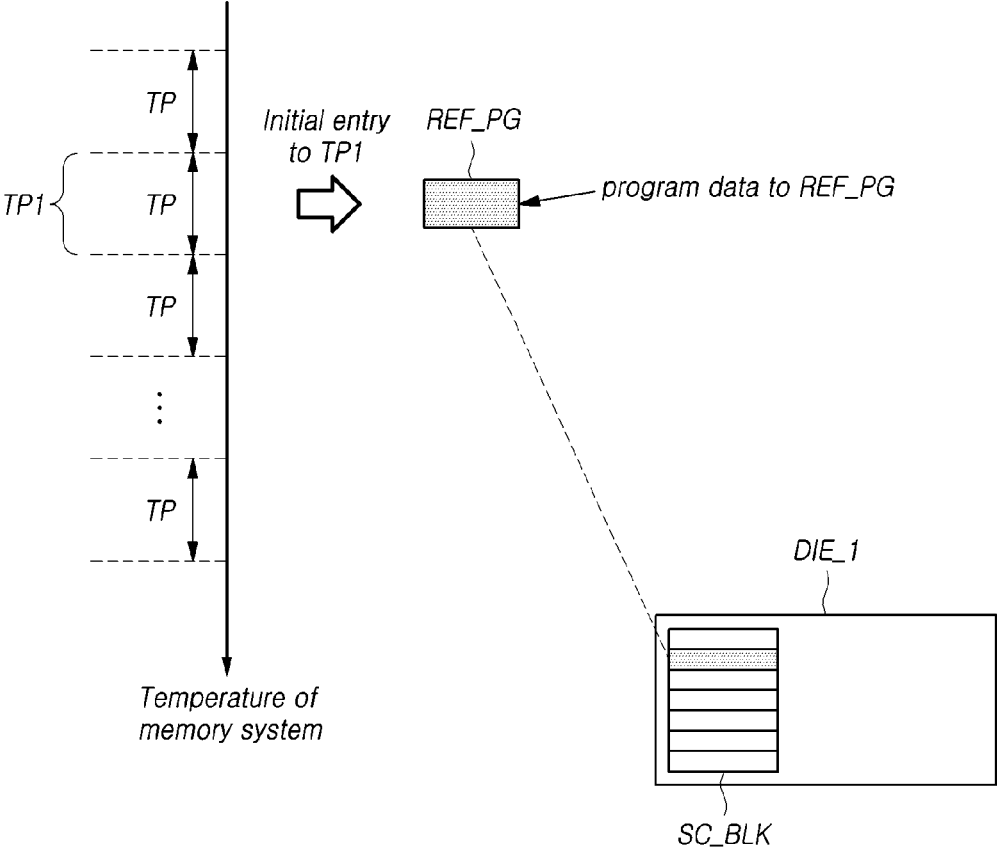 TP
Initial entry
to TP1
REF_PG
TP1
TP
program data to REF_PG
TP
TP
DIE_1
Temperature of
memory system
SC_BLK